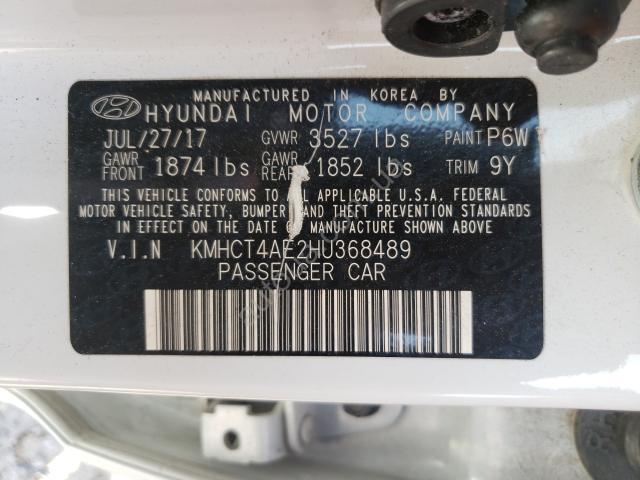 MANUFACTURED IN KOREA BY
HYUNDAI MOTOR COMPANY
JUL/27/17 GVWR 3527 lbs PAINT P6W
GAWR FRONT 1874 lbs GAWR REAR 1852 lbs TRIM 9Y
THIS VEHICLE CONFORMS TO ALL APPLICABLE U.S.A. FEDERAL
MOTOR VEHICLE SAFETY, BUMPER AND THEFT PREVENTION STANDARDS
IN EFFECT ON THE DATE OF MANUFACTURE SHOWN ABOVE.
V.I.N KMHCT4AE2HU368489
PASSENGER CAR